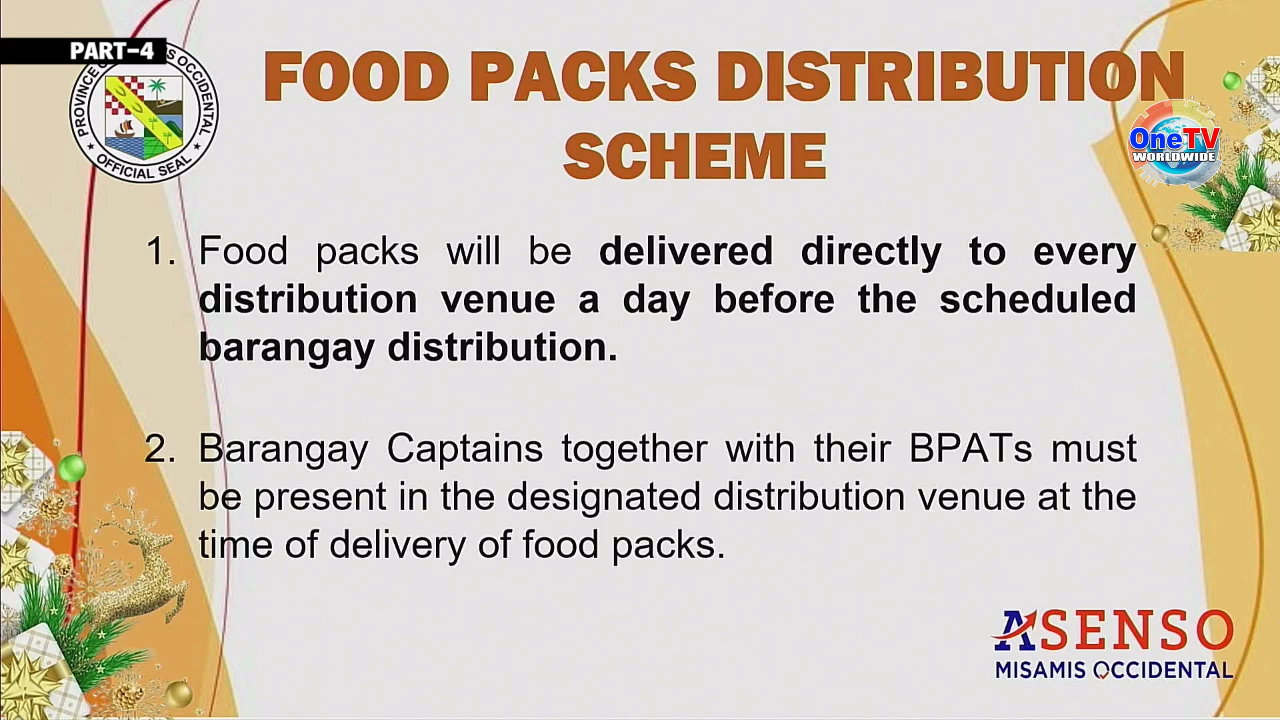 PART-4
PROVINCE OF MISAMIS OCCIDENTAL
OFFICIAL SEAL
FOOD PACKS DISTRIBUTION
SCHEME
OneTV
WORLDWIDE
1. Food packs will be delivered directly to every
distribution venue a day before the scheduled
barangay distribution.
2. Barangay Captains together with their BPATs must
be present in the designated distribution venue at the
time of delivery of food packs.
ASENSO
MISAMIS OCCIDENTAL